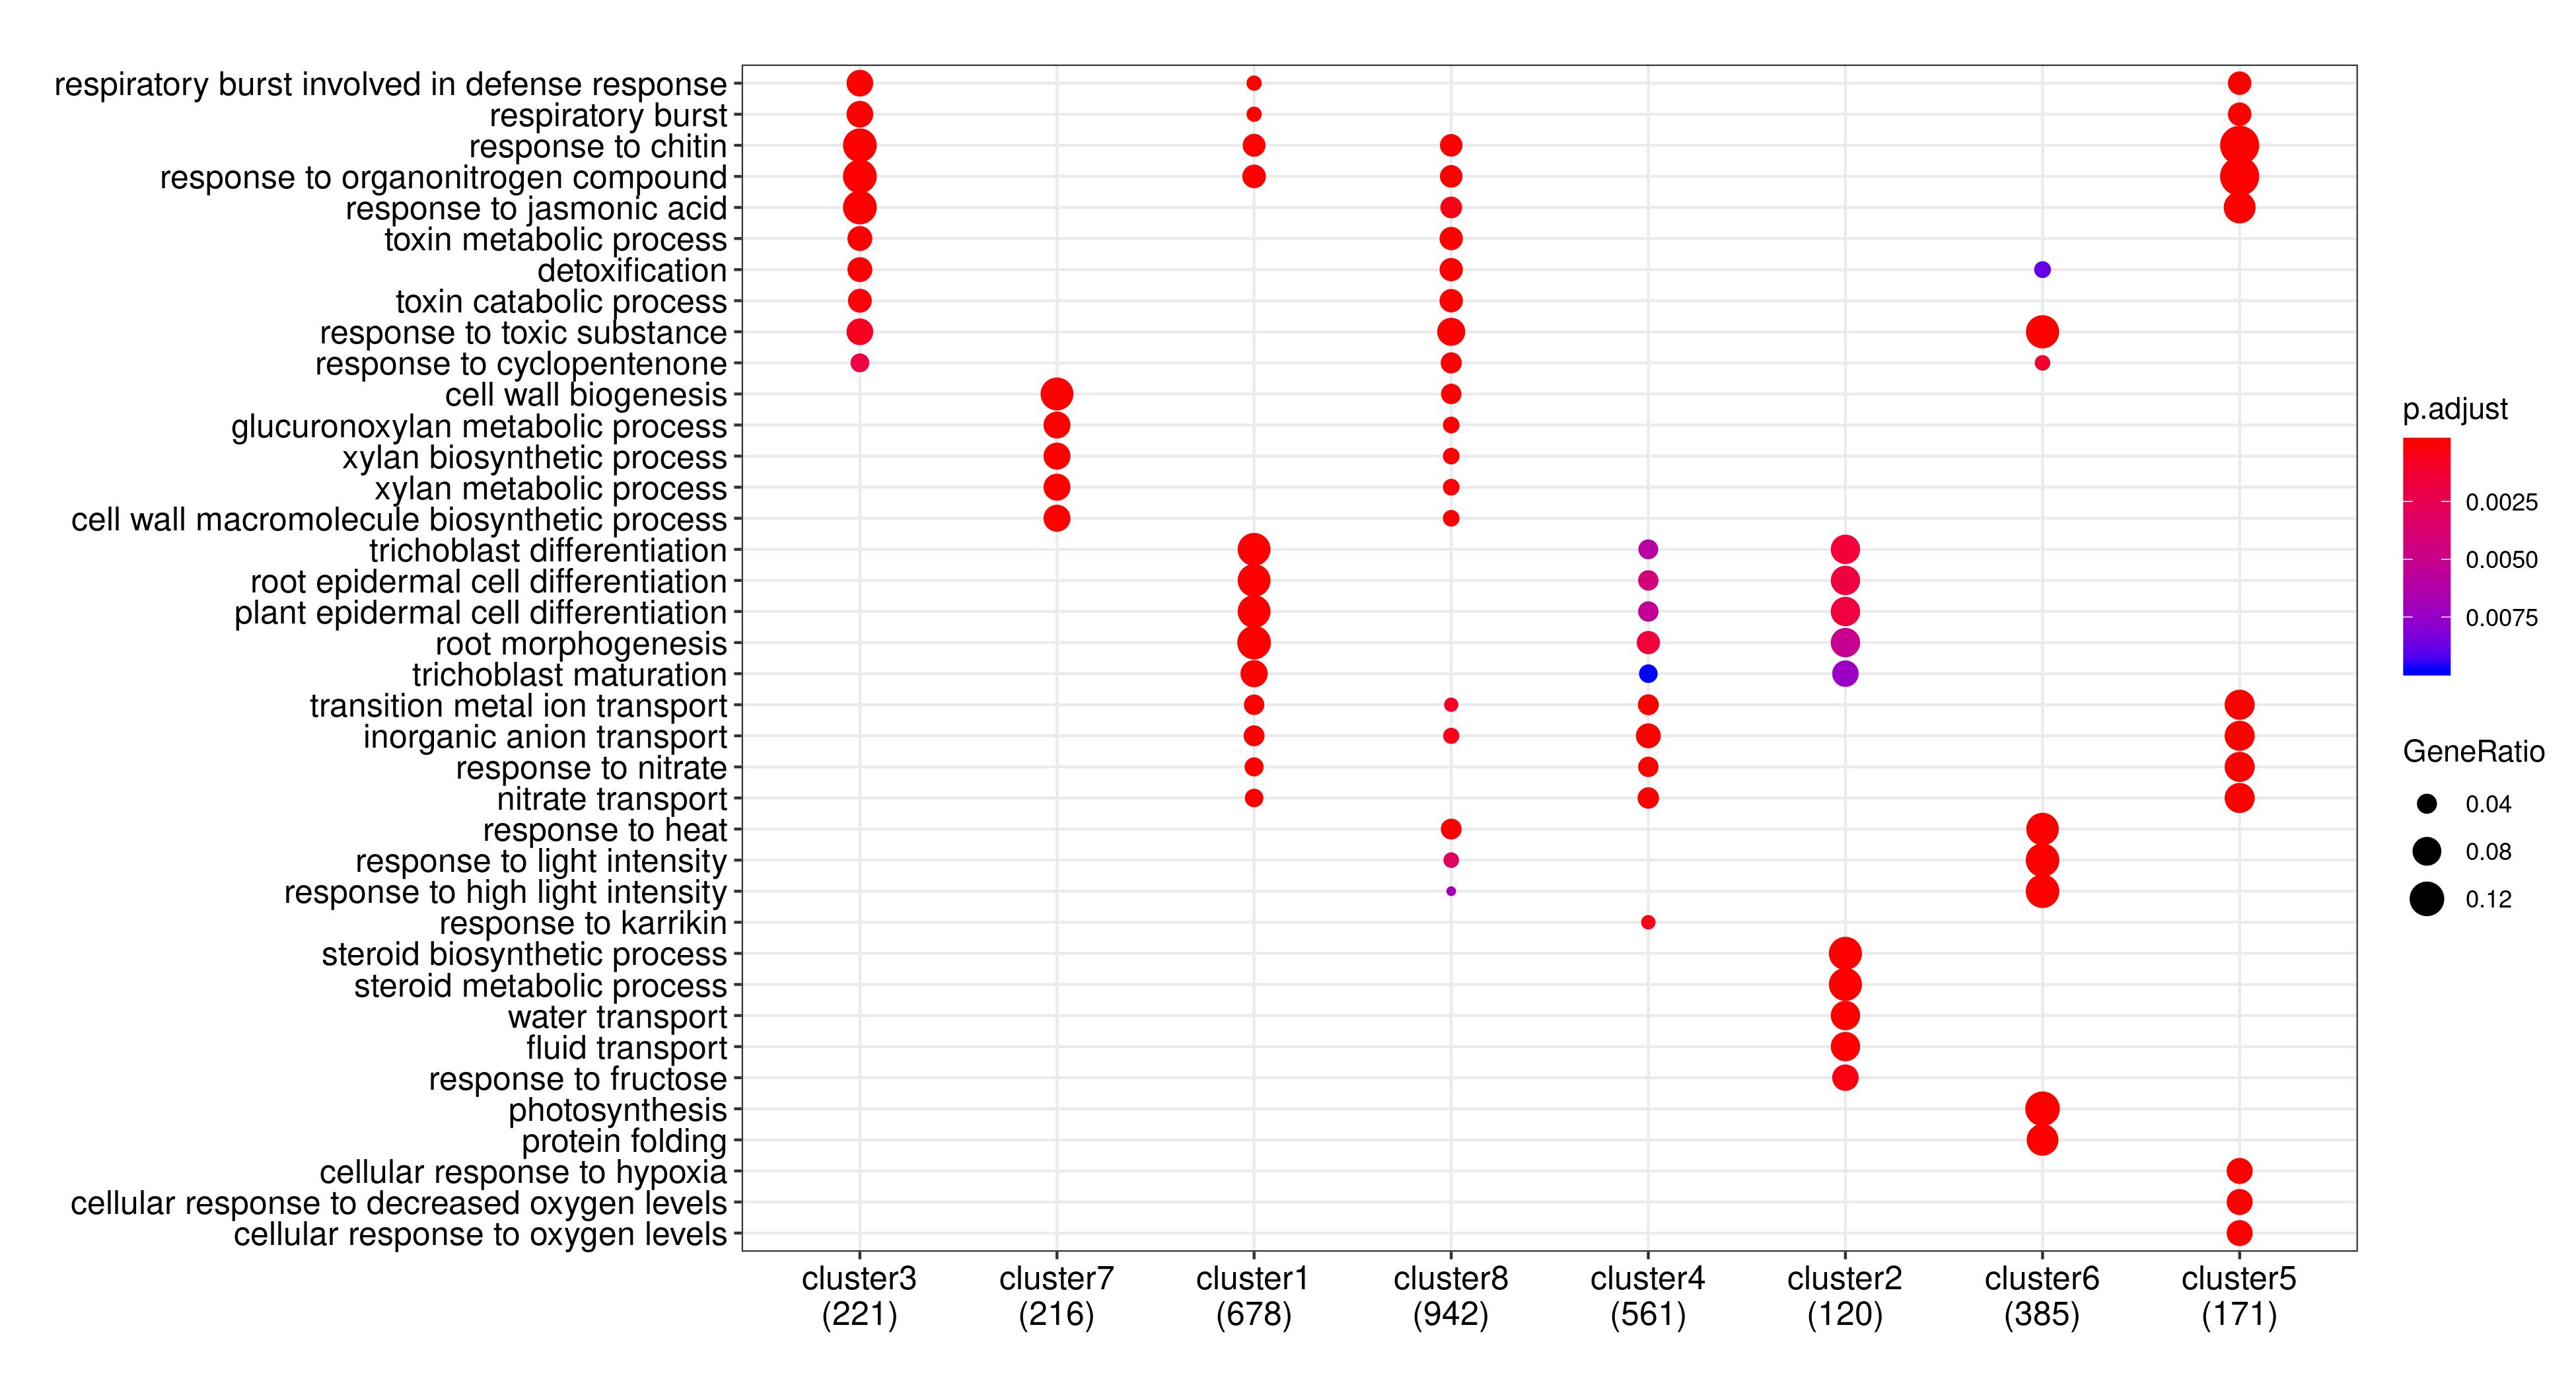 respiratory burst involved in defense response
respiratory burst
response to chitin
response to organonitrogen compound
response to jasmonic acid
toxin metabolic process
detoxification
toxin catabolic process
response to toxic substance
response to cyclopentenone
cell wall biogenesis
glucuronoxylan metabolic process
xylan biosynthetic process
xylan metabolic process
cell wall macromolecule biosynthetic process
trichoblast differentiation
root epidermal cell differentiation
plant epidermal cell differentiation
root morphogenesis
trichoblast maturation
transition metal ion transport
inorganic anion transport
response to nitrate
nitrate transport
response to heat
response to light intensity
response to high light intensity
response to karrikin
steroid biosynthetic process
steroid metabolic process
water transport
fluid transport
response to fructose
photosynthesis
protein folding
cellular response to hypoxia
cellular response to decreased oxygen levels
cellular response to oxygen levels
cluster3 cluster7 cluster1 cluster8 cluster4 cluster2 cluster6 cluster5
(221) (216) (678) (942) (561) (120) (385) (171)
p.adjust
0.0025
0.0050
0.0075
GeneRatio
0.04
0.08
0.12